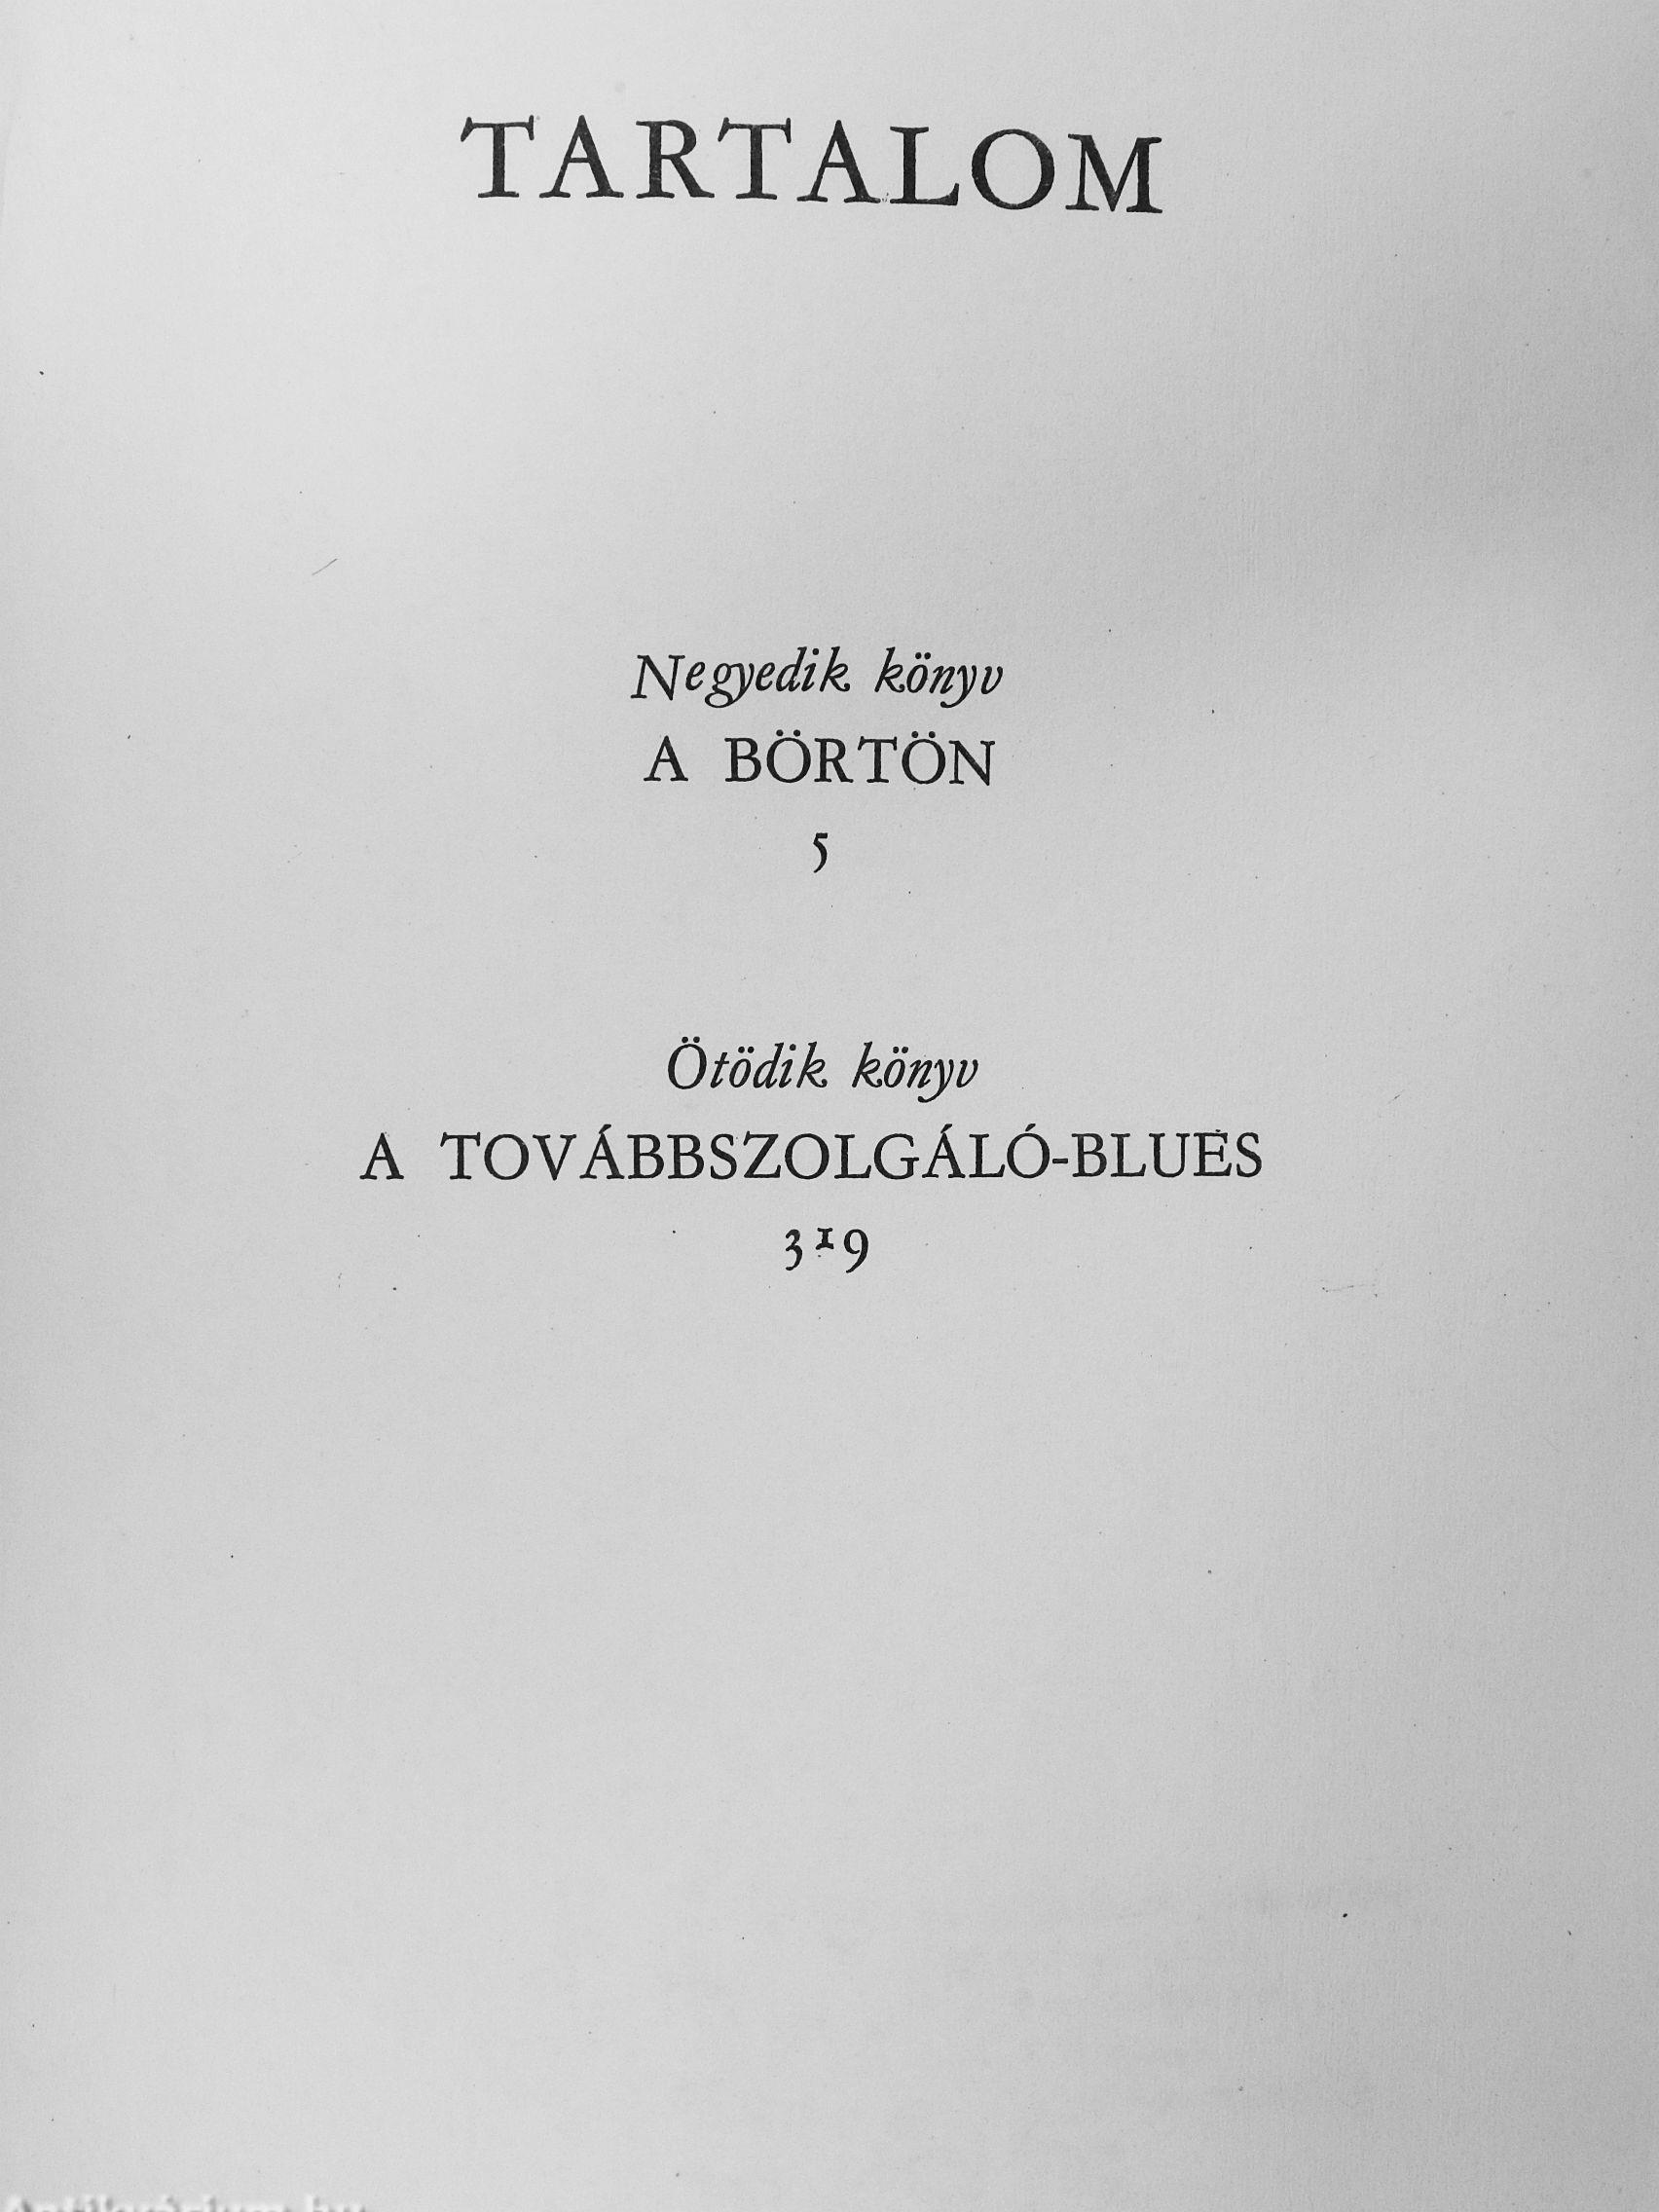 TARTALOM
Negyedik könyv
A BÖRTÖN
5
Ötödik könyv
A TOVÁBBSZOLGÁLÓ-BLUES
319